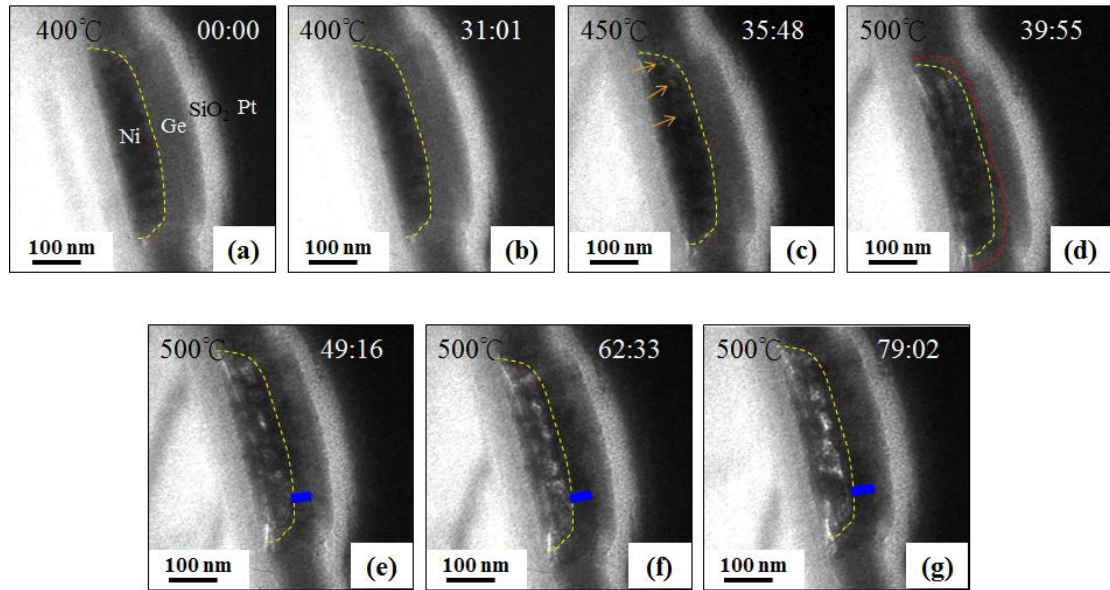 400℃ 00:00
Ni Ge SiO₂ Pt
100 nm (a)
400℃ 31:01
100 nm (b)
450℃ 35:48
100 nm (c)
500℃ 39:55
100 nm (d)
500℃ 49:16
100 nm (e)
500℃ 62:33
100 nm (f)
500℃ 79:02
100 nm (g)